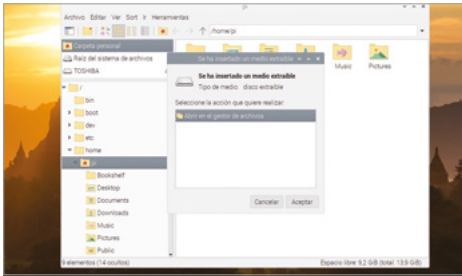 pi
Archivo Editar Ver Sort Ir Herramientas
/home/pi
Carpeta personal
Raíz del sistema de archivos
TOSHIBA
/
bin
boot
dev
etc
home
pi
Bookshelf
Desktop
Documents
Downloads
Music
Pictures
Public
Music
Pictures
Se ha insertado un medio extraíble
Se ha insertado un medio extraíble
Tipo de medio: disco extraíble
Seleccione la acción que quiere realizar:
Abrir en el gestor de archivos
Cancelar Aceptar
9 elementos (14 ocultos)
Espacio libre: 9,2 GiB (total: 13,9 GiB)